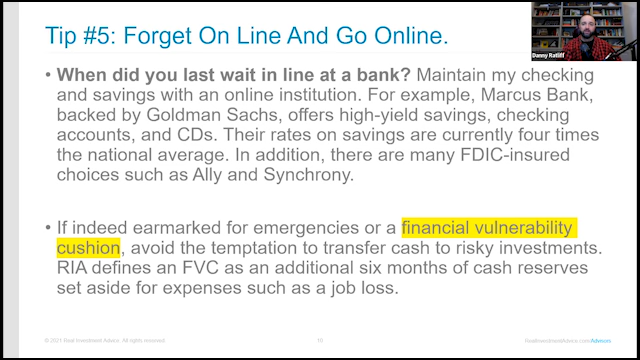 Tip #5: Forget On Line And Go Online.
Danny Ratliff
• When did you last wait in line at a bank? Maintain my checking
and savings with an online institution. For example, Marcus Bank,
backed by Goldman Sachs, offers high-yield savings, checking
accounts, and CDs. Their rates on savings are currently four times
the national average. In addition, there are many FDIC-insured
choices such as Ally and Synchrony.
• If indeed earmarked for emergencies or a financial vulnerability
cushion, avoid the temptation to transfer cash to risky investments.
RIA defines an FVC as an additional six months of cash reserves
set aside for expenses such as a job loss.
© 2021 Real Investment Advice. All rights reserved.
RealInvestmentAdvice.com/Advisors